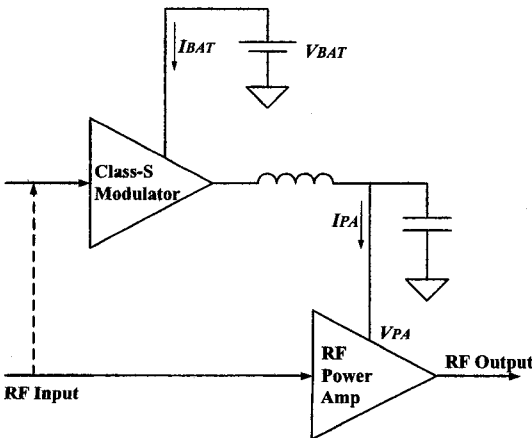 IBAT
VBAT
Class-S
Modulator
IPA
VPA
RF
Power
Amp
RF Output
RF Input